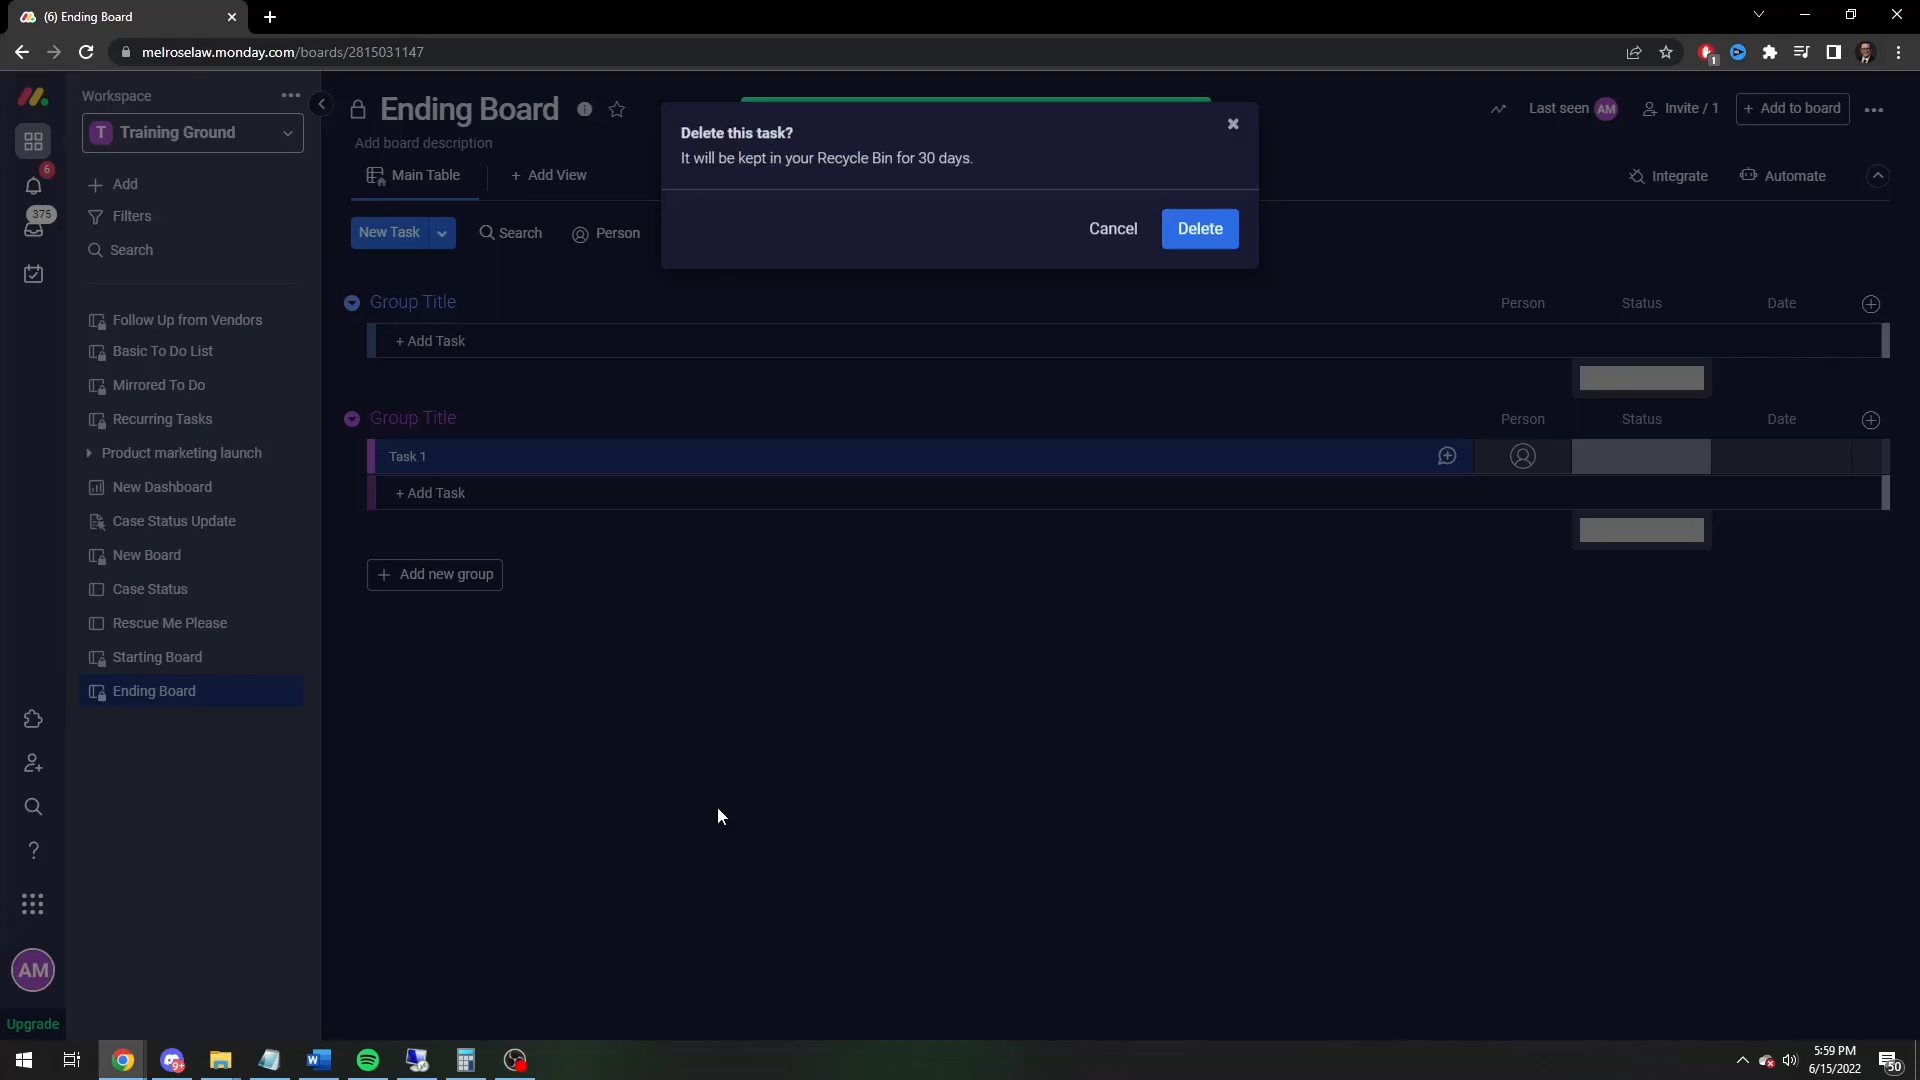 (6) Ending Board
melroselaw.monday.com/boards/2815031147
1
Workspace
T Training Ground
Add
Filters
Search
6
375
Follow Up from Vendors
Basic To Do List
Mirrored To Do
Recurring Tasks
Product marketing launch
New Dashboard
Case Status Update
New Board
Case Status
Rescue Me Please
Starting Board
Ending Board
AM
Upgrade
Ending Board
Add board description
Last seen AM
Invite / 1
+ Add to board
Main Table
+ Add View
Integrate
Automate
New Task
Search
Person
Delete this task?
It will be kept in your Recycle Bin for 30 days.
Cancel
Delete
Group Title
Person
Status
Date
+ Add Task
Group Title
Person
Status
Date
Task 1
+ Add Task
+ Add new group
9+
5:59 PM
6/15/2022
50